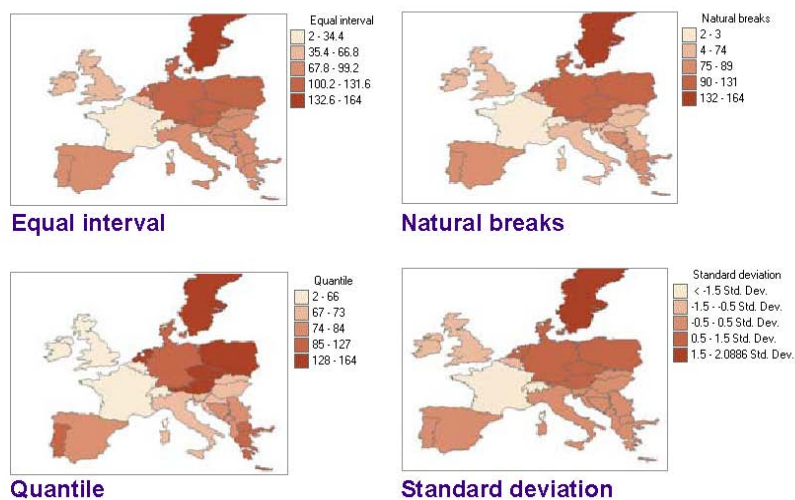 Equal interval
2 - 34.4
35.4 - 66.8
67.8 - 99.2
100.2 - 131.6
132.6 - 164
Equal interval
Natural breaks
2 - 3
4 - 74
75 - 89
90 - 131
132 - 164
Natural breaks
Quantile
2 - 66
67 - 73
74 - 84
85 - 127
128 - 164
Quantile
Standard deviation
< -1.5 Std. Dev.
-1.5 - -0.5 Std. Dev.
-0.5 - 0.5 Std. Dev.
0.5 - 1.5 Std. Dev.
1.5 - 2.0886 Std. Dev.
Standard deviation